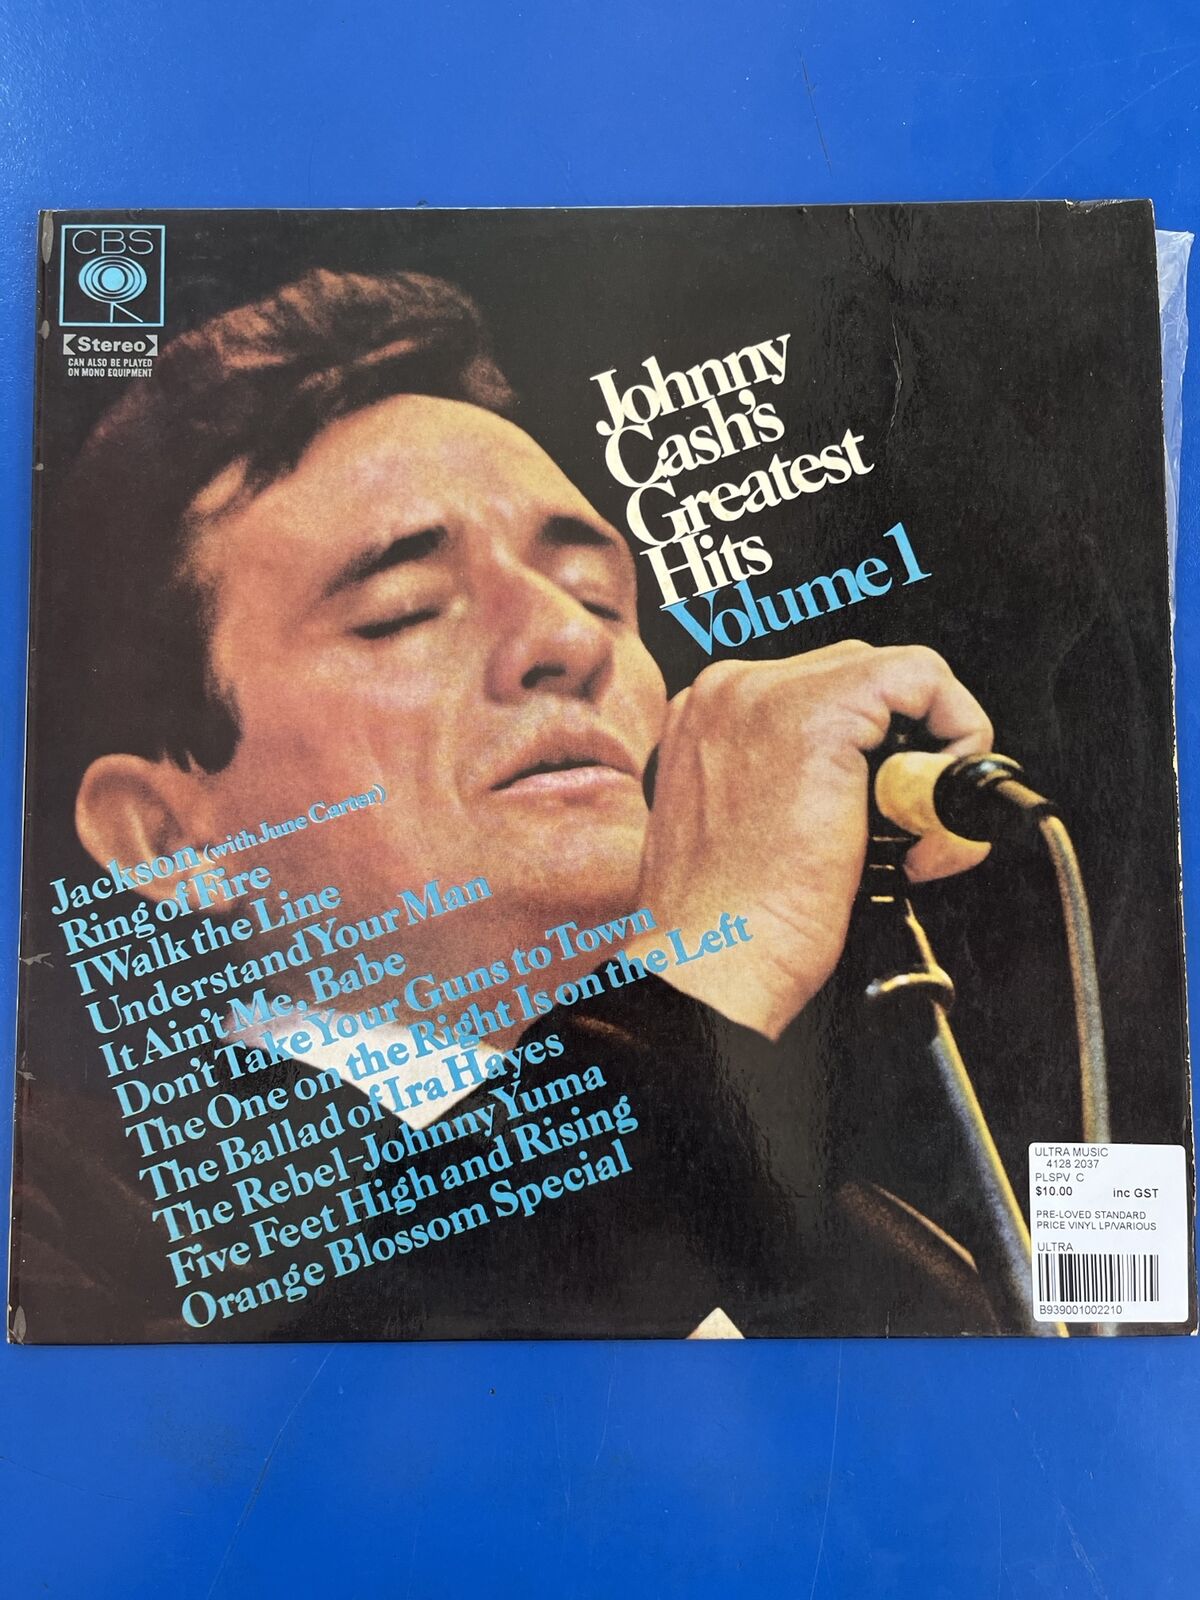 CBS
Stereo
CAN ALSO BE PLAYED
ON MONO EQUIPMENT
Johnny
Cash's
Greatest
Hits
Volume 1
Jackson (with June Carter)
Ring of Fire
I Walk the Line
Understand Your Man
It Ain't Me, Babe
Don't Take Your Guns to Town
The One on the Right Is on the Left
The Ballad of Ira Hayes
The Rebel-Johnny Yuma
Five Feet High and Rising
Orange Blossom Special
ULTRA MUSIC
4128 2037
PLSPV C
$10.00 inc GST
PRE-LOVED STANDARD
PRICE VINYL LP/VARIOUS
ULTRA
B939001002210